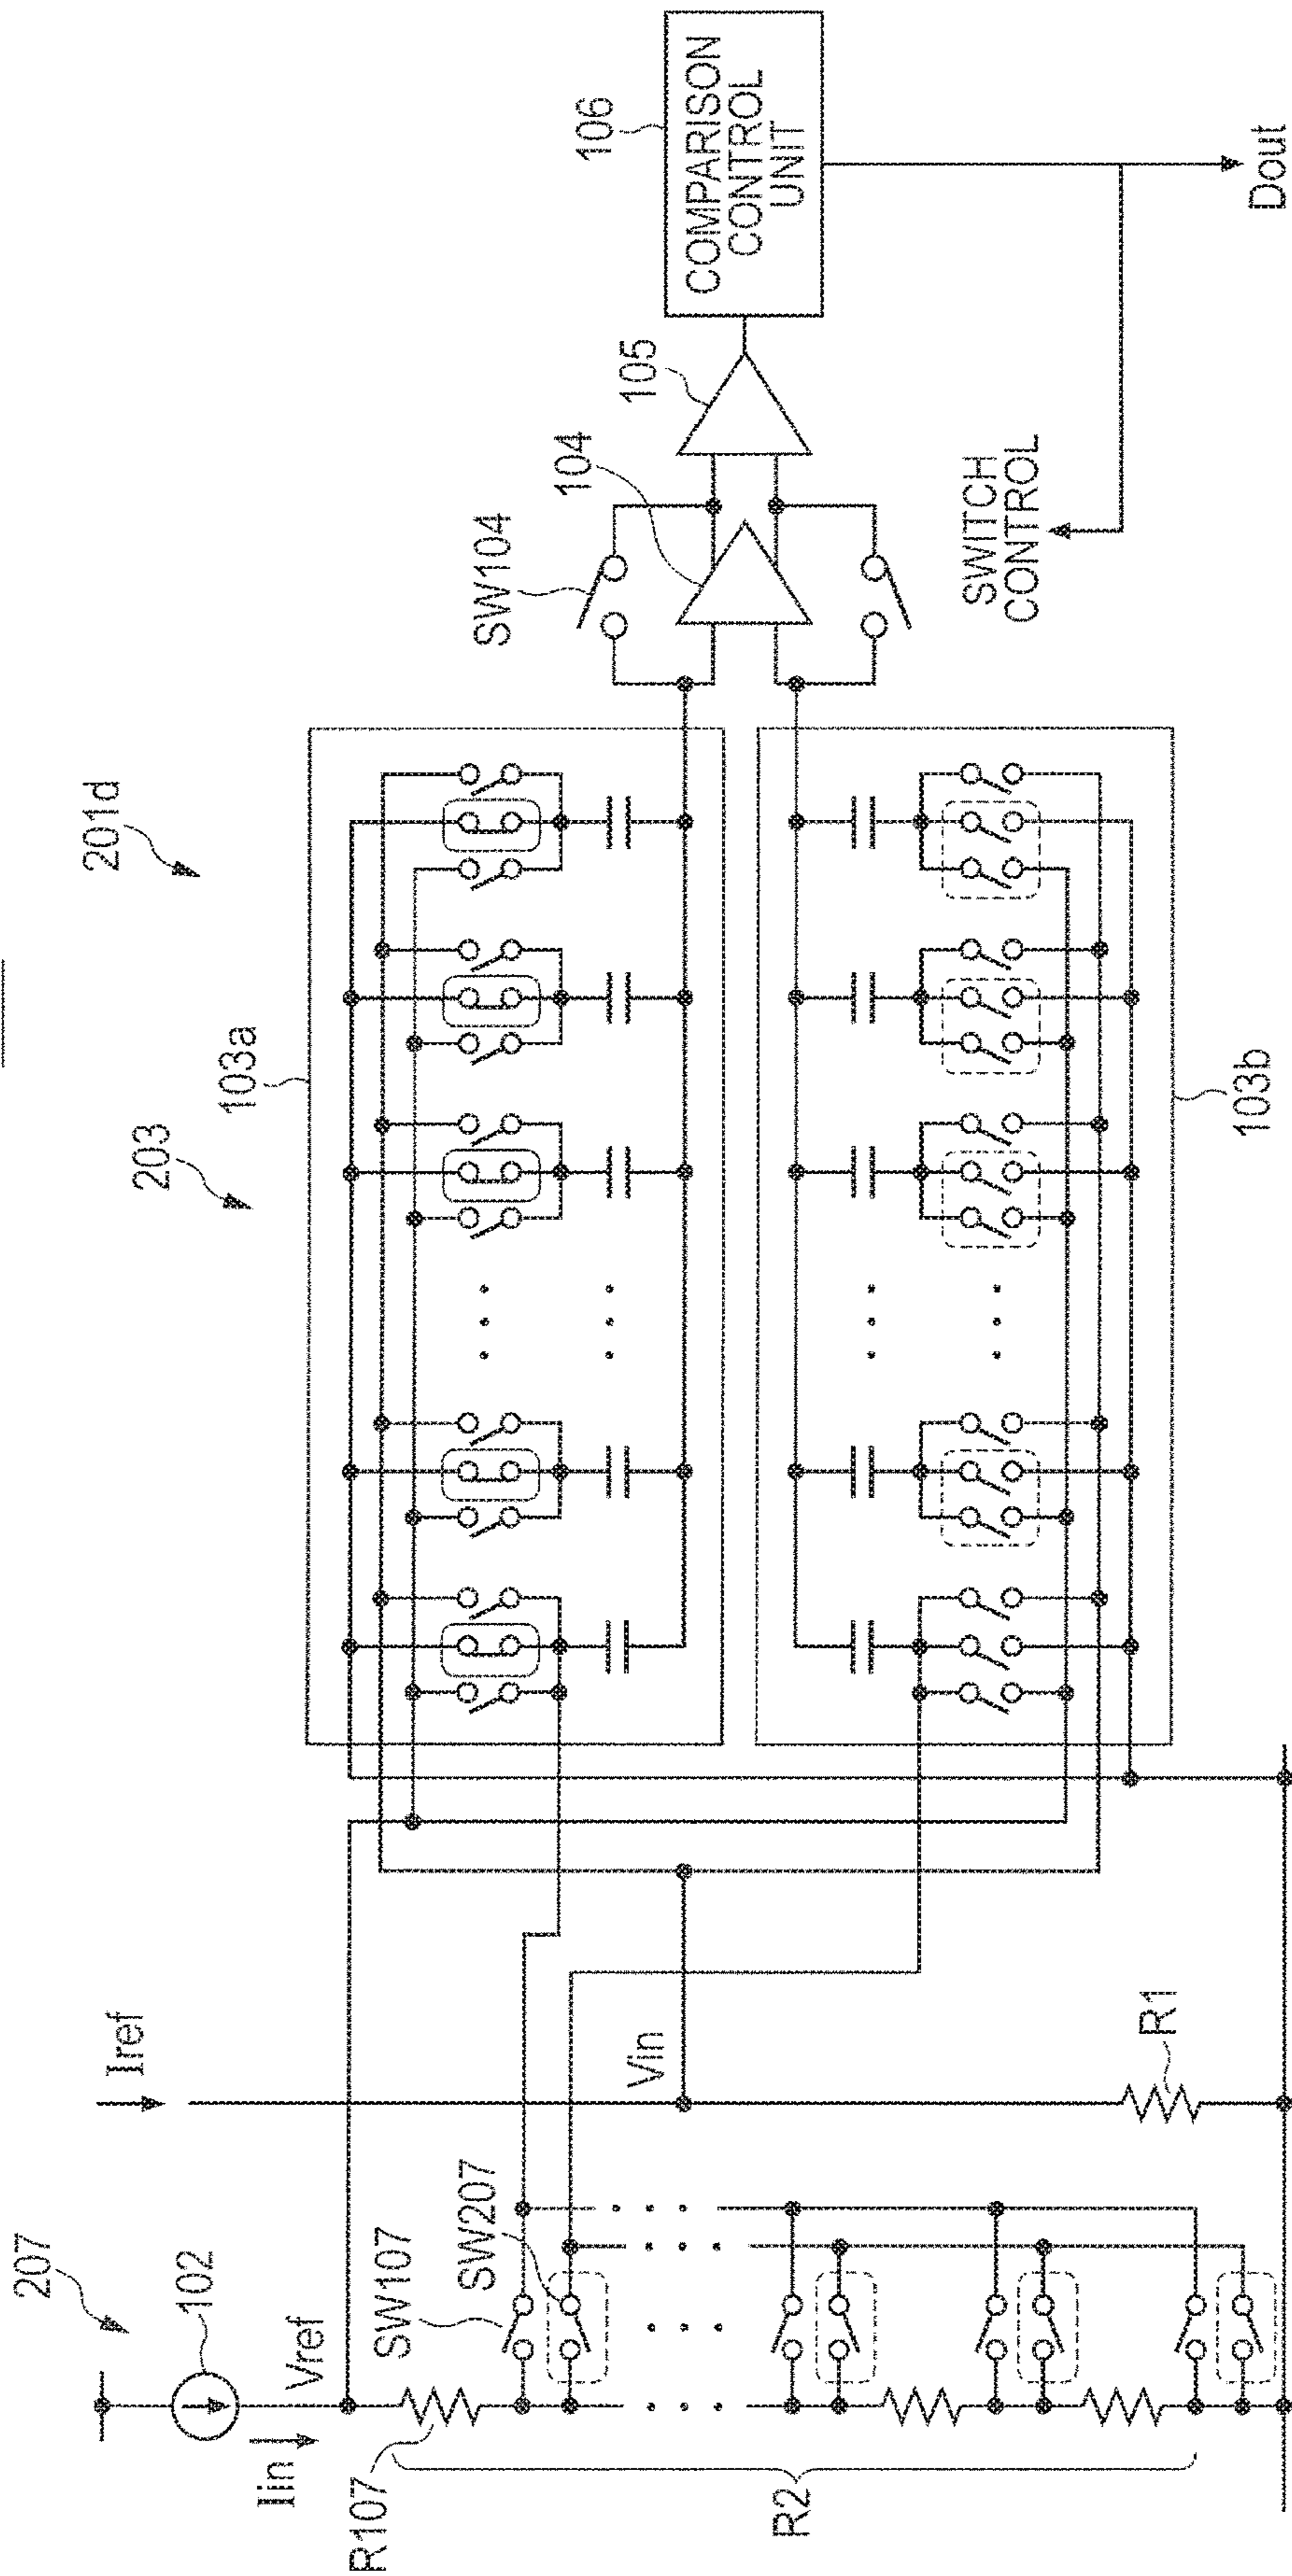 207
102
Iin
Vref
Iref
R107
SW107
SW207
R2
Vin
R1
203
201d
103a
103b
SW104
104
105
106
COMPARISON
CONTROL
UNIT
SWITCH
CONTROL
Dout